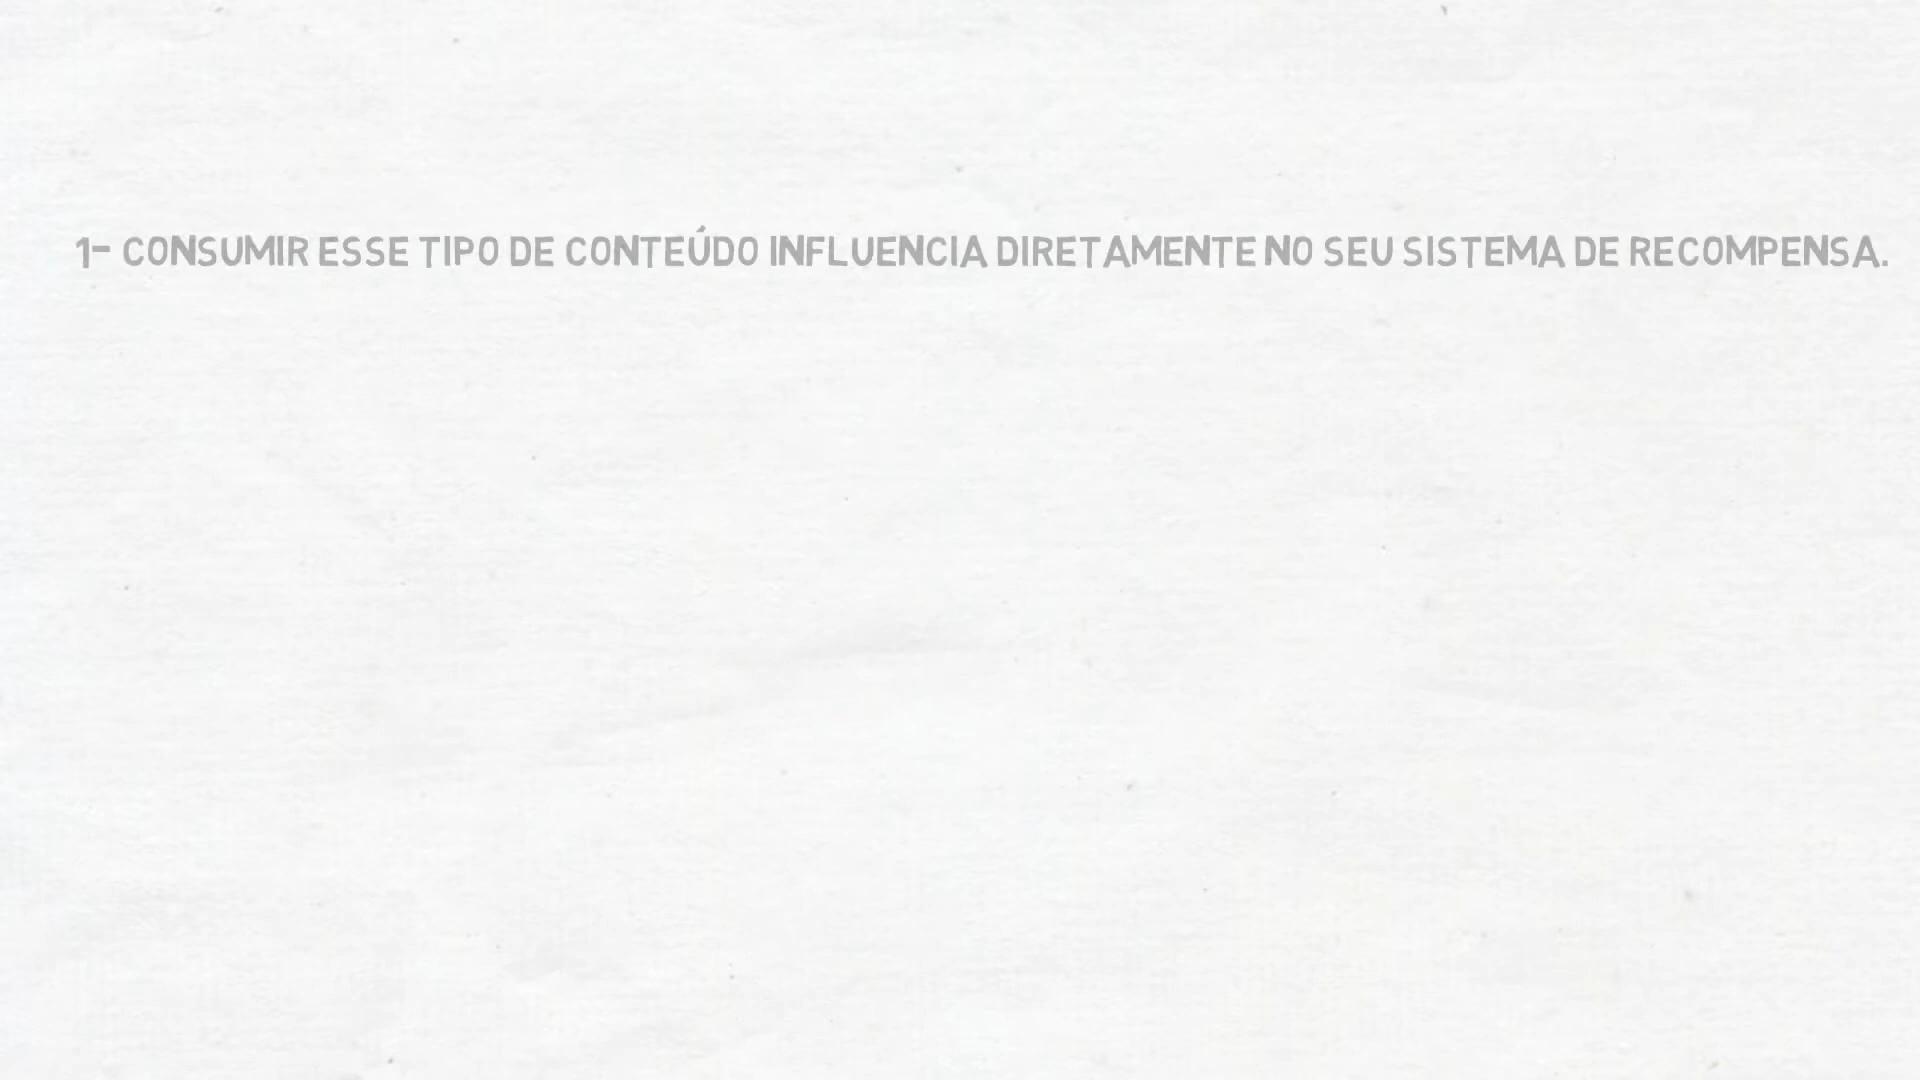 1- CONSUMIR ESSE TIPO DE CONTEÚDO INFLUENCIA DIRETAMENTE NO SEU SISTEMA DE RECOMPENSA.